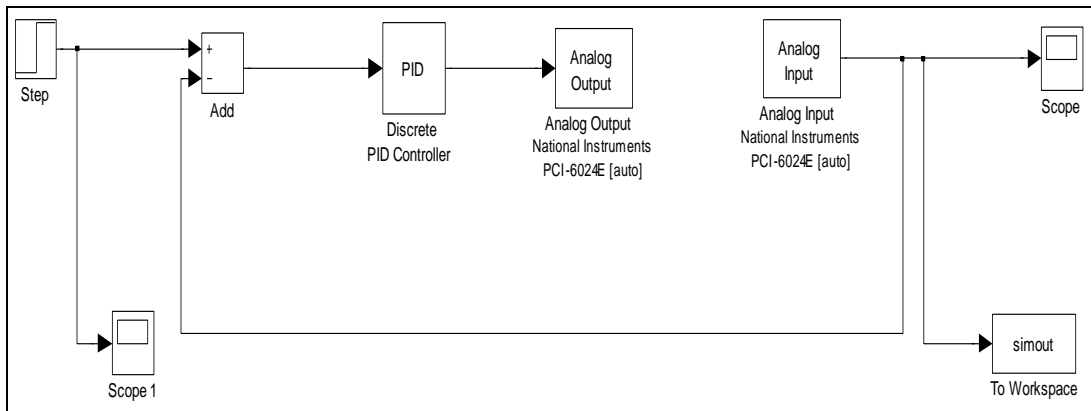 Step
+
−
Add
PID
Discrete
PID Controller
Analog
Output
Analog Output
National Instruments
PCI-6024E [auto]
Analog
Input
Analog Input
National Instruments
PCI-6024E [auto]
Scope
Scope 1
simout
To Workspace